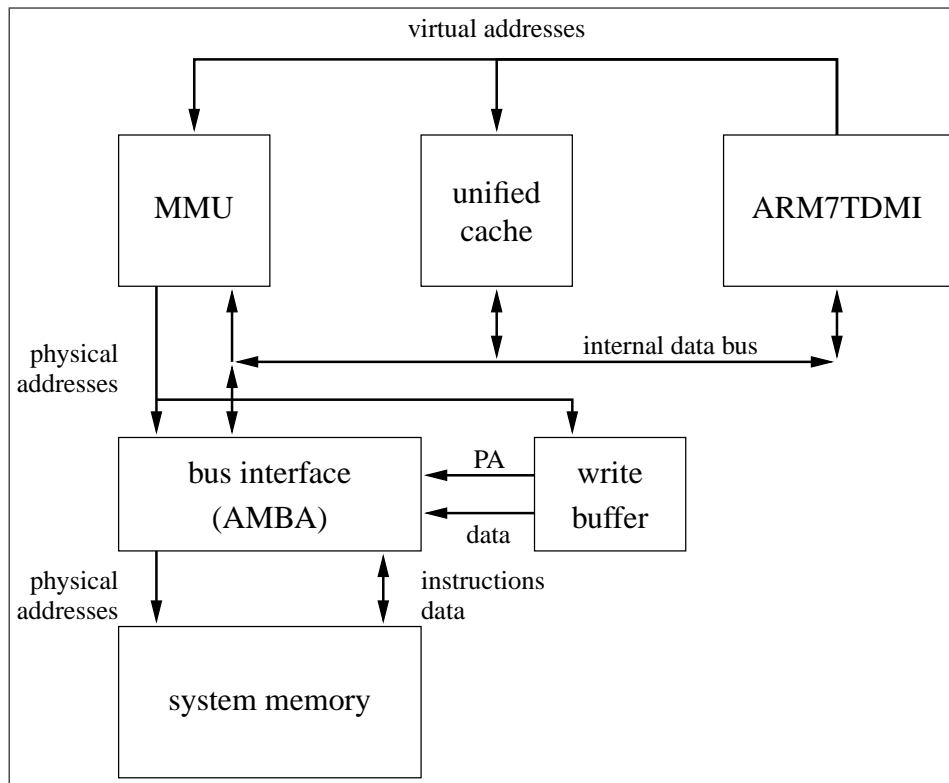 virtual addresses
MMU
unified
cache
ARM7TDMI
internal data bus
physical
addresses
bus interface
(AMBA)
PA
data
write
buffer
physical
addresses
instructions
data
system memory